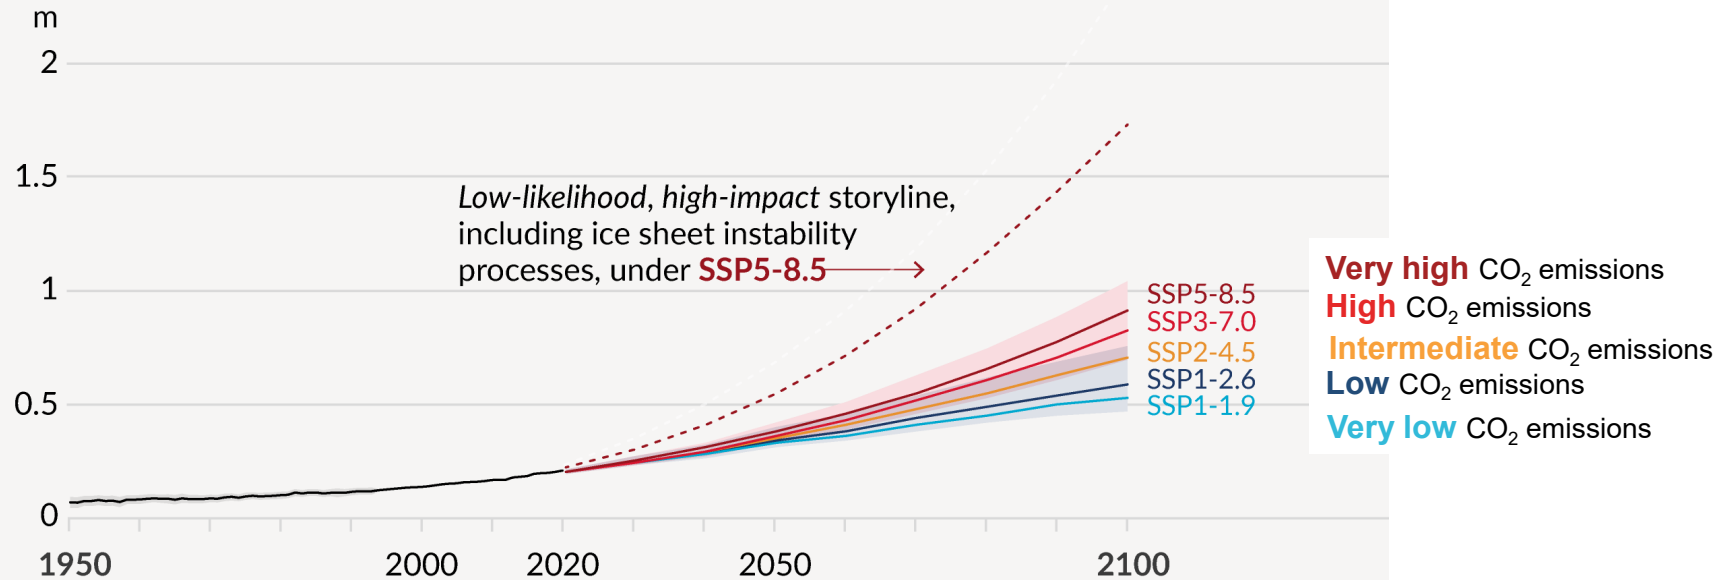 m
2
1.5
1
0.5
0
Low-likelihood, high-impact storyline,
including ice sheet instability
processes, under SSP5-8.5
SSP5-8.5
SSP3-7.0
SSP2-4.5
SSP1-2.6
SSP1-1.9
Very high CO₂ emissions
High CO₂ emissions
Intermediate CO₂ emissions
Low CO₂ emissions
Very low CO₂ emissions
1950 2000 2020 2050 2100